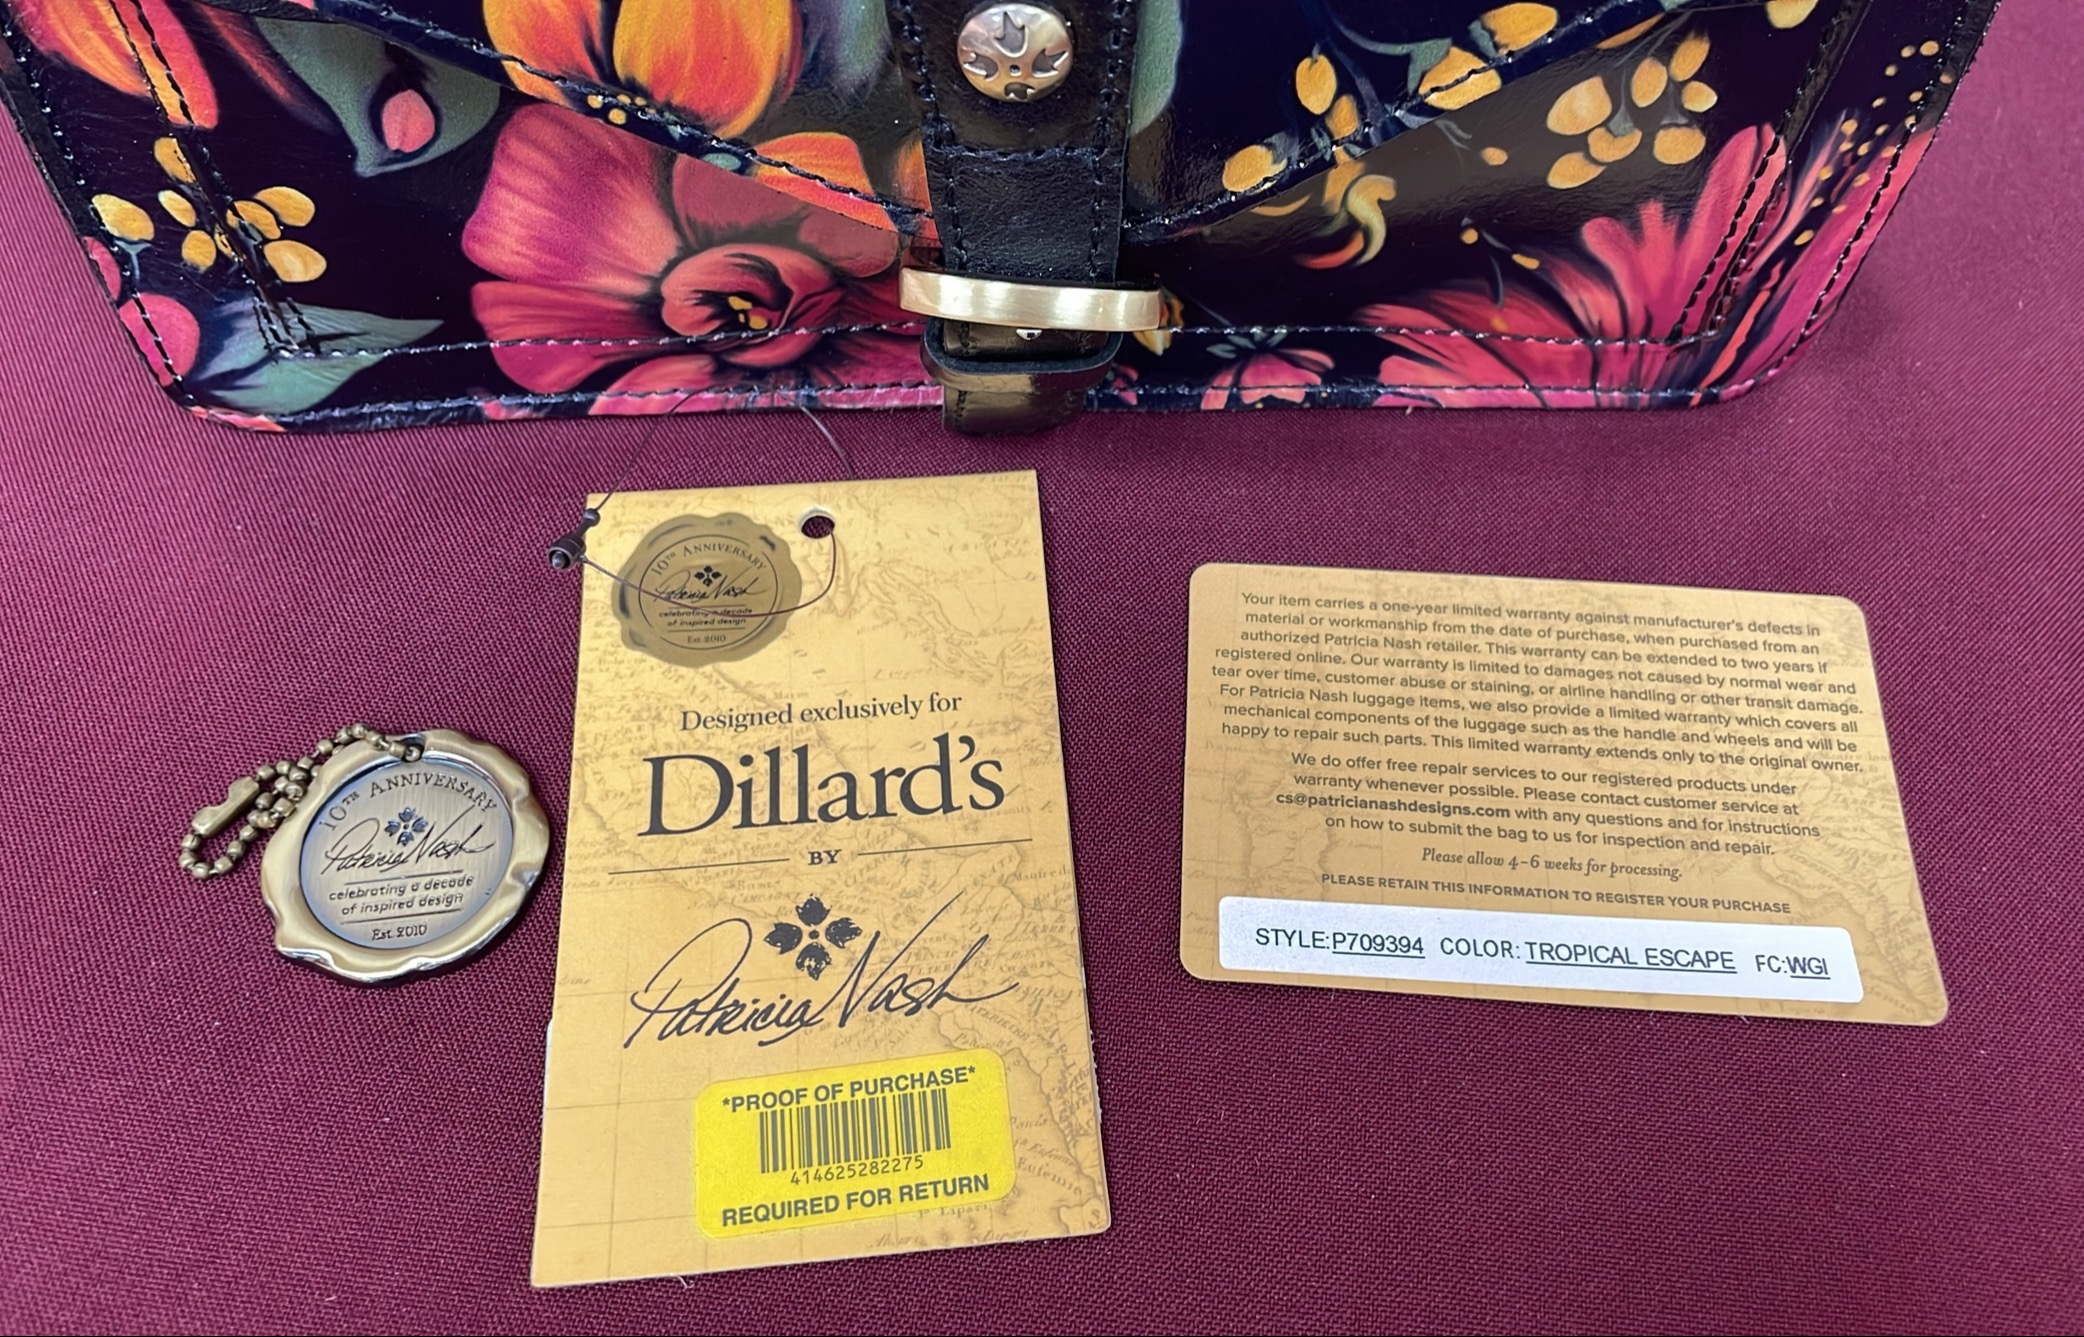 10TH ANNIVERSARY
Patricia Nash
celebrating a decade
of inspired design
Est. 2010
Designed exclusively for
Dillard's
BY
Patricia Nash
*PROOF OF PURCHASE*
414625282275
REQUIRED FOR RETURN
10TH ANNIVERSARY
Patricia Nash
celebrating a decade
of inspired design
Est. 2010
Your item carries a one-year limited warranty against manufacturer's defects in
material or workmanship from the date of purchase, when purchased from an
authorized Patricia Nash retailer. This warranty can be extended to two years if
registered online. Our warranty is limited to damages not caused by normal wear and
tear over time, customer abuse or staining, or airline handling or other transit damage.
For Patricia Nash luggage items, we also provide a limited warranty which covers all
mechanical components of the luggage such as the handle and wheels and will be
happy to repair such parts. This limited warranty extends only to the original owner.
We do offer free repair services to our registered products under
warranty whenever possible. Please contact customer service at
cs@patricianashdesigns.com with any questions and for instructions
on how to submit the bag to us for inspection and repair.
Please allow 4–6 weeks for processing.
PLEASE RETAIN THIS INFORMATION TO REGISTER YOUR PURCHASE
STYLE:P709394 COLOR: TROPICAL ESCAPE FC:WGI